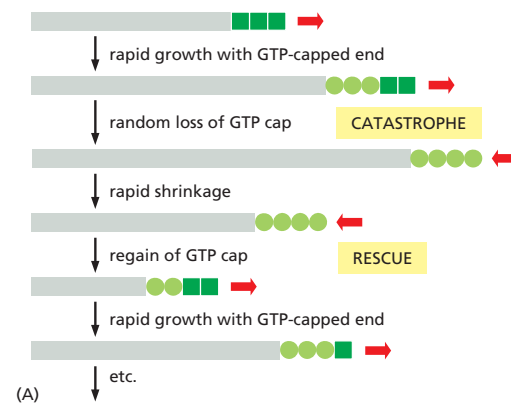 rapid growth with GTP-capped end
random loss of GTP cap
CATASTROPHE
rapid shrinkage
regain of GTP cap
RESCUE
rapid growth with GTP-capped end
etc.
(A)